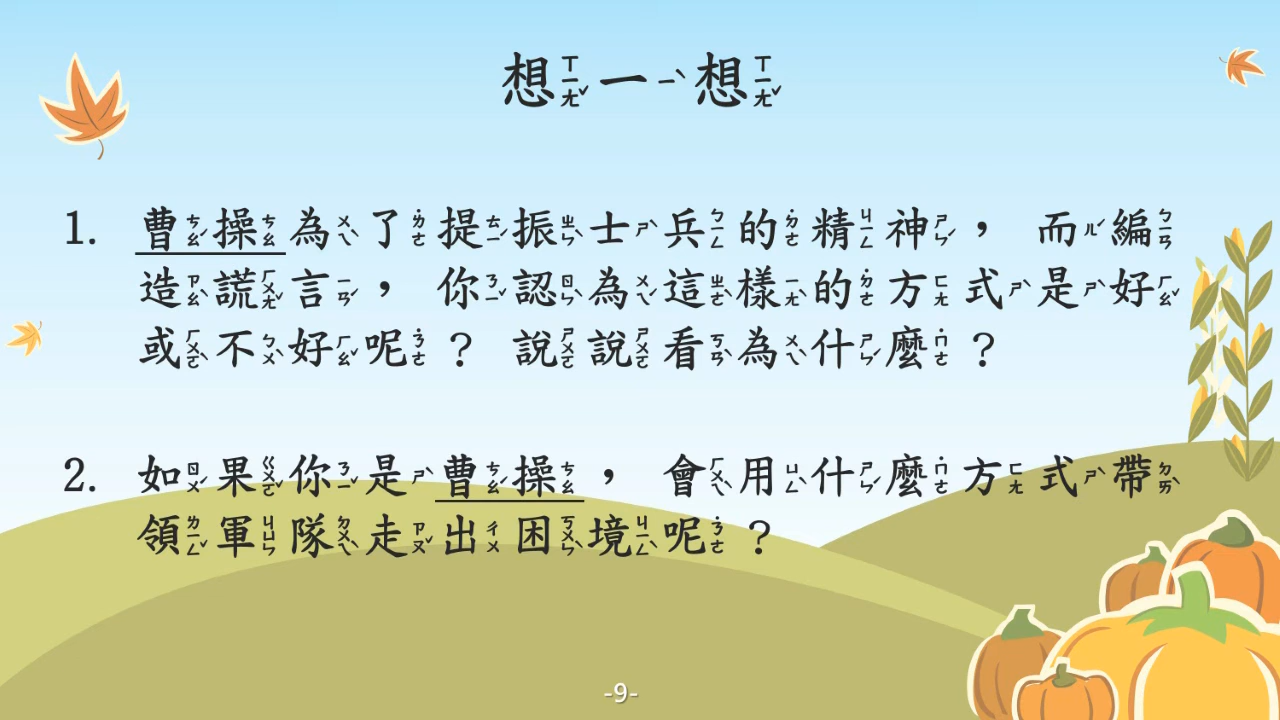 想一想
1. 曹操為了提振士兵的精神，而編
造謊言，你認為這樣的方式是好
或不好呢？說說看為什麼？
2. 如果你是曹操，會用什麼方式帶
領軍隊走出困境呢？
-9-